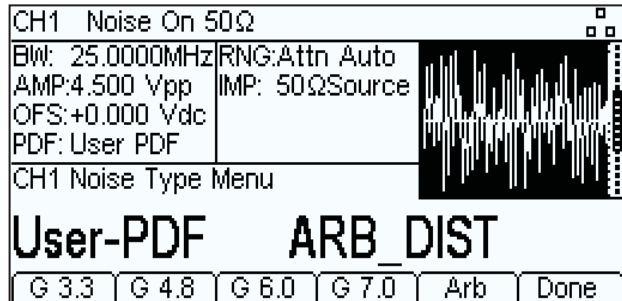 CH1 Noise On 50Ω
BW: 25.0000MHz RNG:Attn Auto
AMP:4.500 Vpp IMP: 50ΩSource
OFS:+0.000 Vdc
PDF: User PDF
CH1 Noise Type Menu
User-PDF ARB_DIST
G 3.3 G 4.8 G 6.0 G 7.0 Arb Done